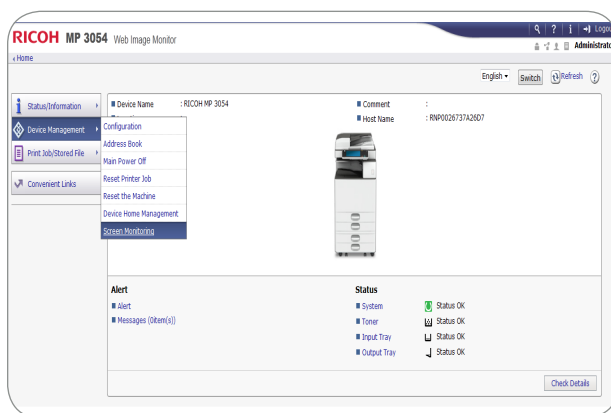 RICOH MP 3054 Web Image Monitor
Logou
Administrato
Home
English
Switch
Refresh
Status/Information
Device Management
Print Job/Stored File
Convenient Links
Configuration
Address Book
Main Power Off
Reset Printer Job
Reset the Machine
Device Home Management
Screen Monitoring
Device Name : RICOH MP 3054
Comment :
Host Name : RNP0026737A26D7
Alert
Alert
Messages (0item(s))
Status
System Status OK
Toner Status OK
Input Tray Status OK
Output Tray Status OK
Check Details